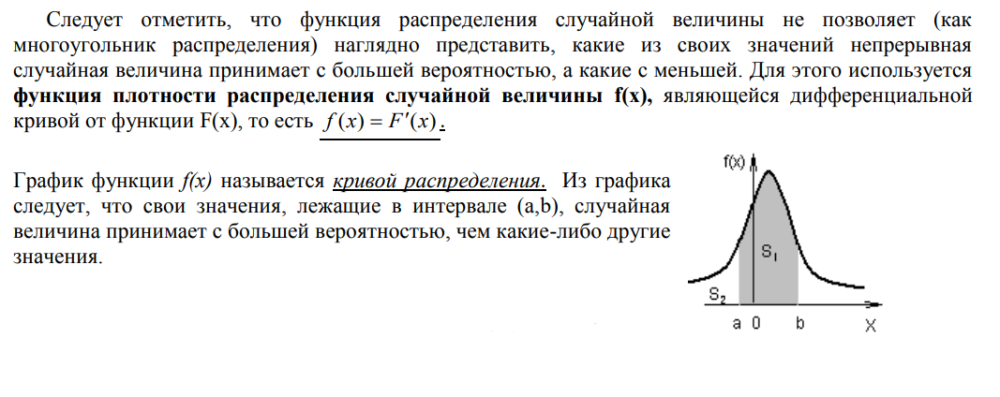 Следует отметить, что функция распределения случайной величины не позволяет (как
многоугольник распределения) наглядно представить, какие из своих значений непрерывная
случайная величина принимает с большей вероятностью, а какие с меньшей. Для этого используется
функция плотности распределения случайной величины f(x), являющейся дифференциальной
кривой от функции F(x), то есть f(x) = F′(x).
График функции f(x) называется кривой распределения. Из графика
следует, что свои значения, лежащие в интервале (a,b), случайная
величина принимает с большей вероятностью, чем какие-либо другие
значения.
f(x)
S₁
S₂
a 0 b X